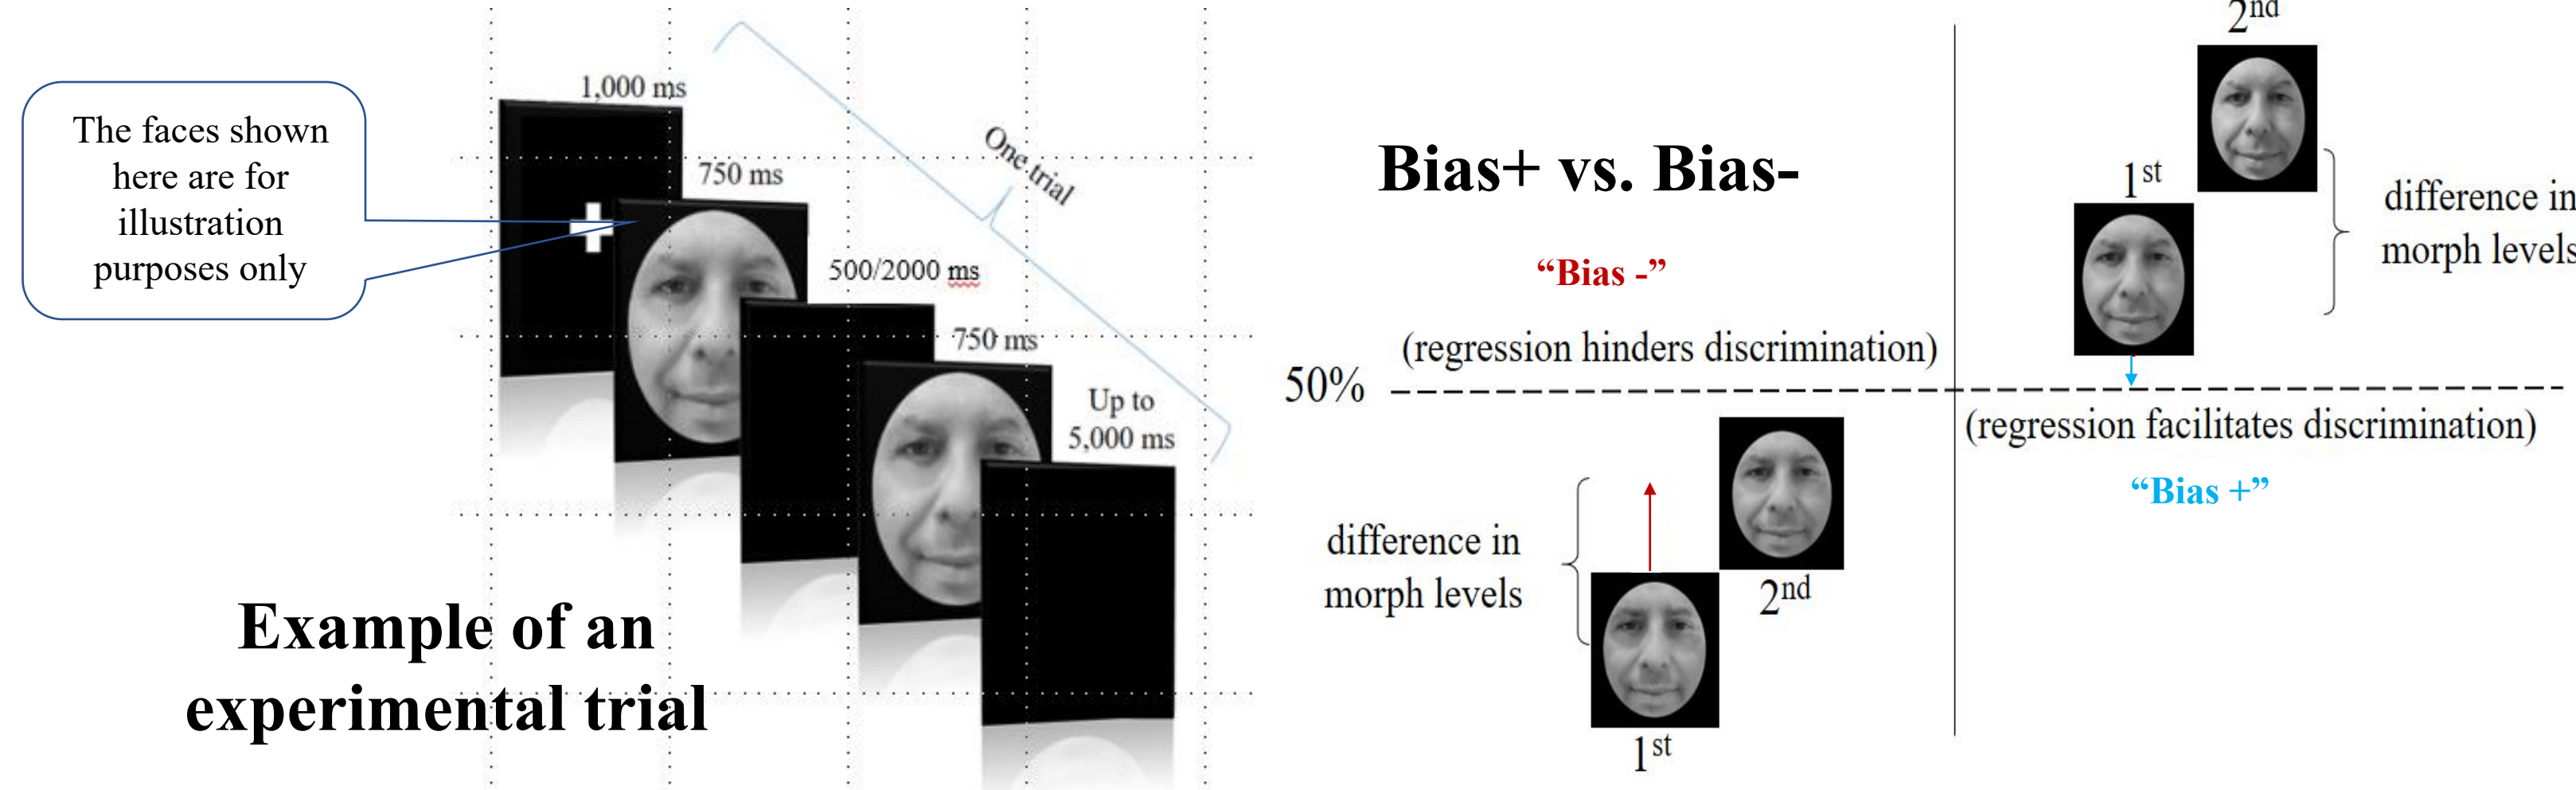 The faces shown
here are for
illustration
purposes only
1,000 ms
750 ms
500/2000 ms
750 ms
Up to
5,000 ms
One trial
Example of an
experimental trial
Bias+ vs. Bias-
“Bias -”
(regression hinders discrimination)
50%
difference in
morph levels
1st
2nd
2nd
1st
difference in
morph levels
(regression facilitates discrimination)
“Bias +”